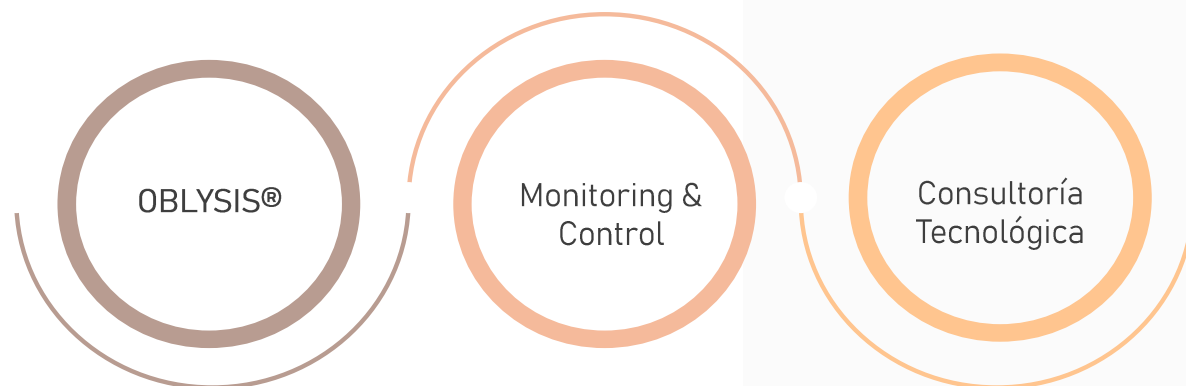 OBLYSIS®
Monitoring &
Control
Consultoría
Tecnológica